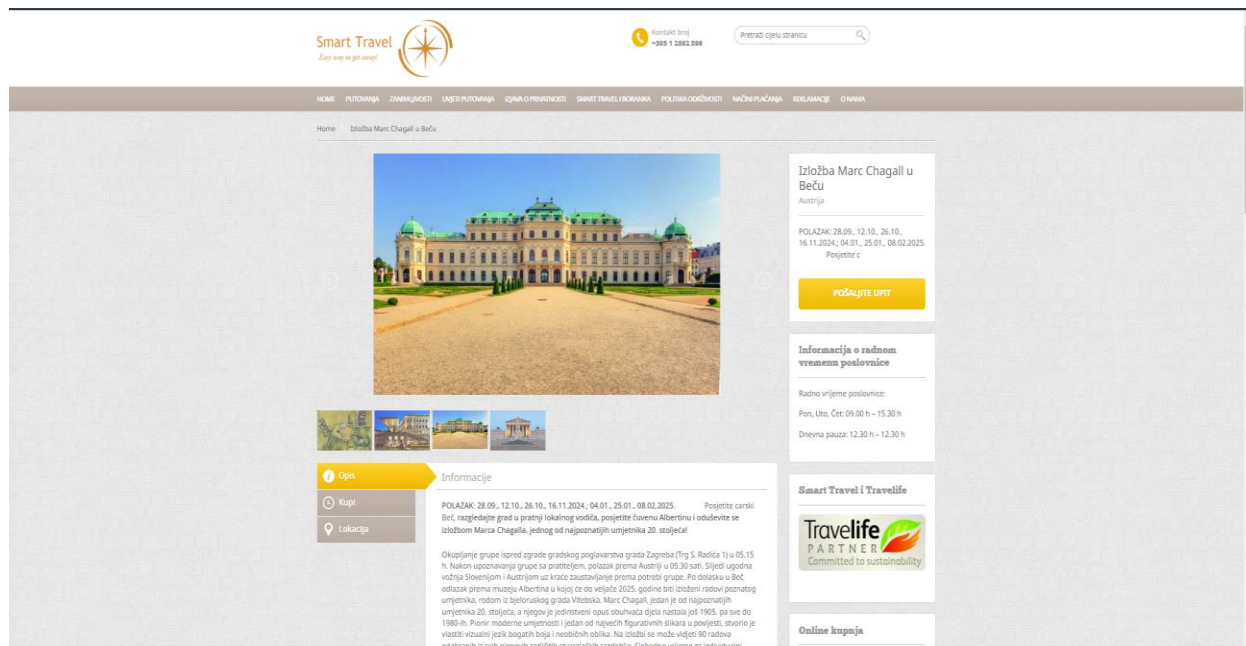 Smart Travel
Easy way to get away!
Kontakt broj
+385 1 2862 899
Pretraži cijelu stranicu
HOME PUTOVANJA ZANIMLJIVOSTI UVJETI PUTOVANJA IZJAVA O PRIVATNOSTI SMART TRAVEL I BORANKA POLITIKA ODRŽIVOSTI NAČINI PLAĆANJA REKLAMACIJE O NAMA
Home Izložba Marc Chagall u Beču
Izložba Marc Chagall u
Beču
Austrija
POLAZAK: 28.09., 12.10., 26.10.,
16.11.2024.; 04.01., 25.01., 08.02.2025.
Posjetite c
POŠALJITE UPIT
Informacija o radnom
vremenu poslovnice
Radno vrijeme poslovnice:
Pon, Uto, Čet: 09.00 h – 15.30 h
Dnevna pauza: 12.30 h – 12.30 h
Opis
Kupi
Lokacija
Informacije
POLAZAK: 28.09., 12.10., 26.10., 16.11.2024.; 04.01., 25.01., 08.02.2025. Posjetite carski
Beč, razgledajte grad u pratnji lokalnog vodiča, posjetite čuvenu Albertinu i oduševite se
izložbom Marca Chagalla, jednog od najpoznatijih umjetnika 20. stoljeća!
Okupljanje grupe ispred zgrade gradskog poglavarstva grada Zagreba (Trg S. Radića 1) u 05.15
h. Nakon upoznavanja grupe sa pratiteljem, polazak prema Austriji u 05.30 sati. Slijedi ugodna
vožnja Slovenijom i Austrijom uz kraće zaustavljanje prema potrebi grupe. Po dolasku u Beč
odlazak prema muzeju Albertina u kojoj će do veljače 2025. godine biti izloženi radovi poznatog
umjetnika, rodom iz bjeloruskog grada Vitebska. Marc Chagall, jedan je od najpoznatijih
umjetnika 20. stoljeća, a njegov je jedinstveni opus obuhvaća djela nastala još 1905. pa sve do
1980-ih. Pionir moderne umjetnosti i jedan od najvećih figurativnih slikara u povijesti, stvorio je
vlastiti vizualni jezik bogatih boja i neobičnih oblika. Na izložbi se može vidjeti 90 radova
odabranih iz svih njegovih različitih stvaralačkih razdoblja. Slobodno vrijeme za individualni
Smart Travel i Travelife
Travelife
PARTNER
Committed to sustainability
Online kupnja